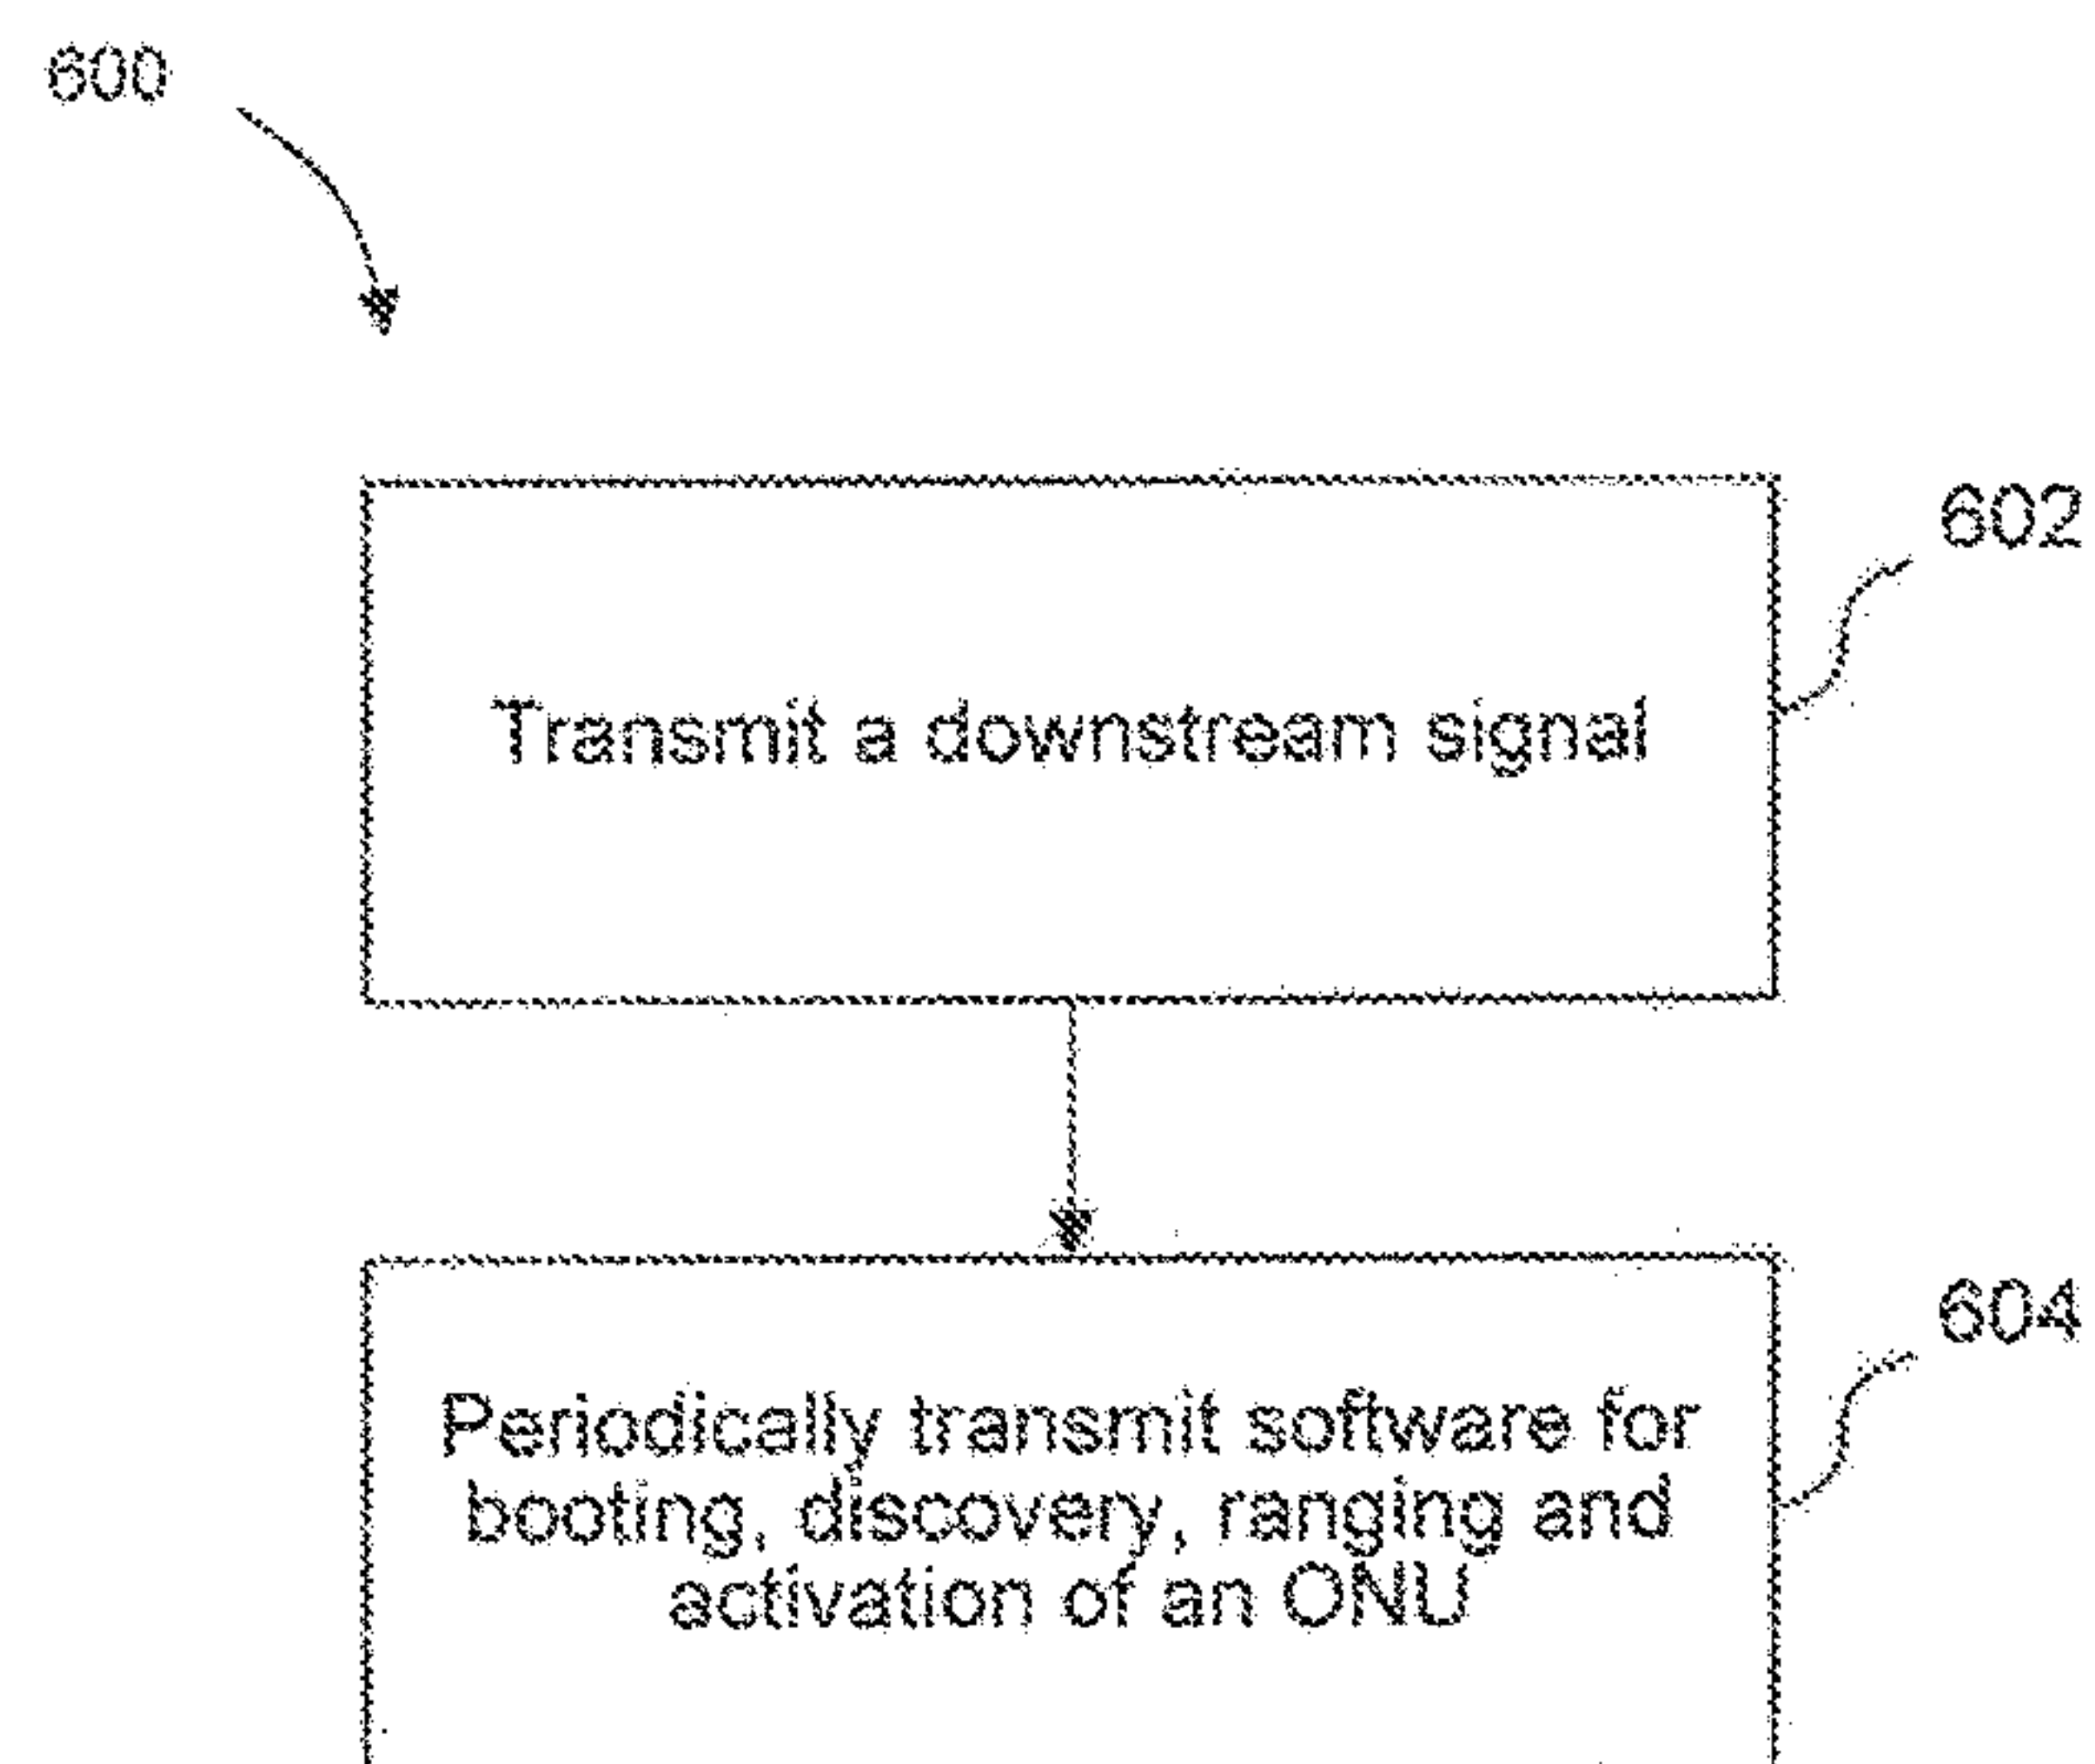 600
602
Transmit a downstream signal
604
Periodically transmit software for
booting, discovery, ranging and
activation of an ONU